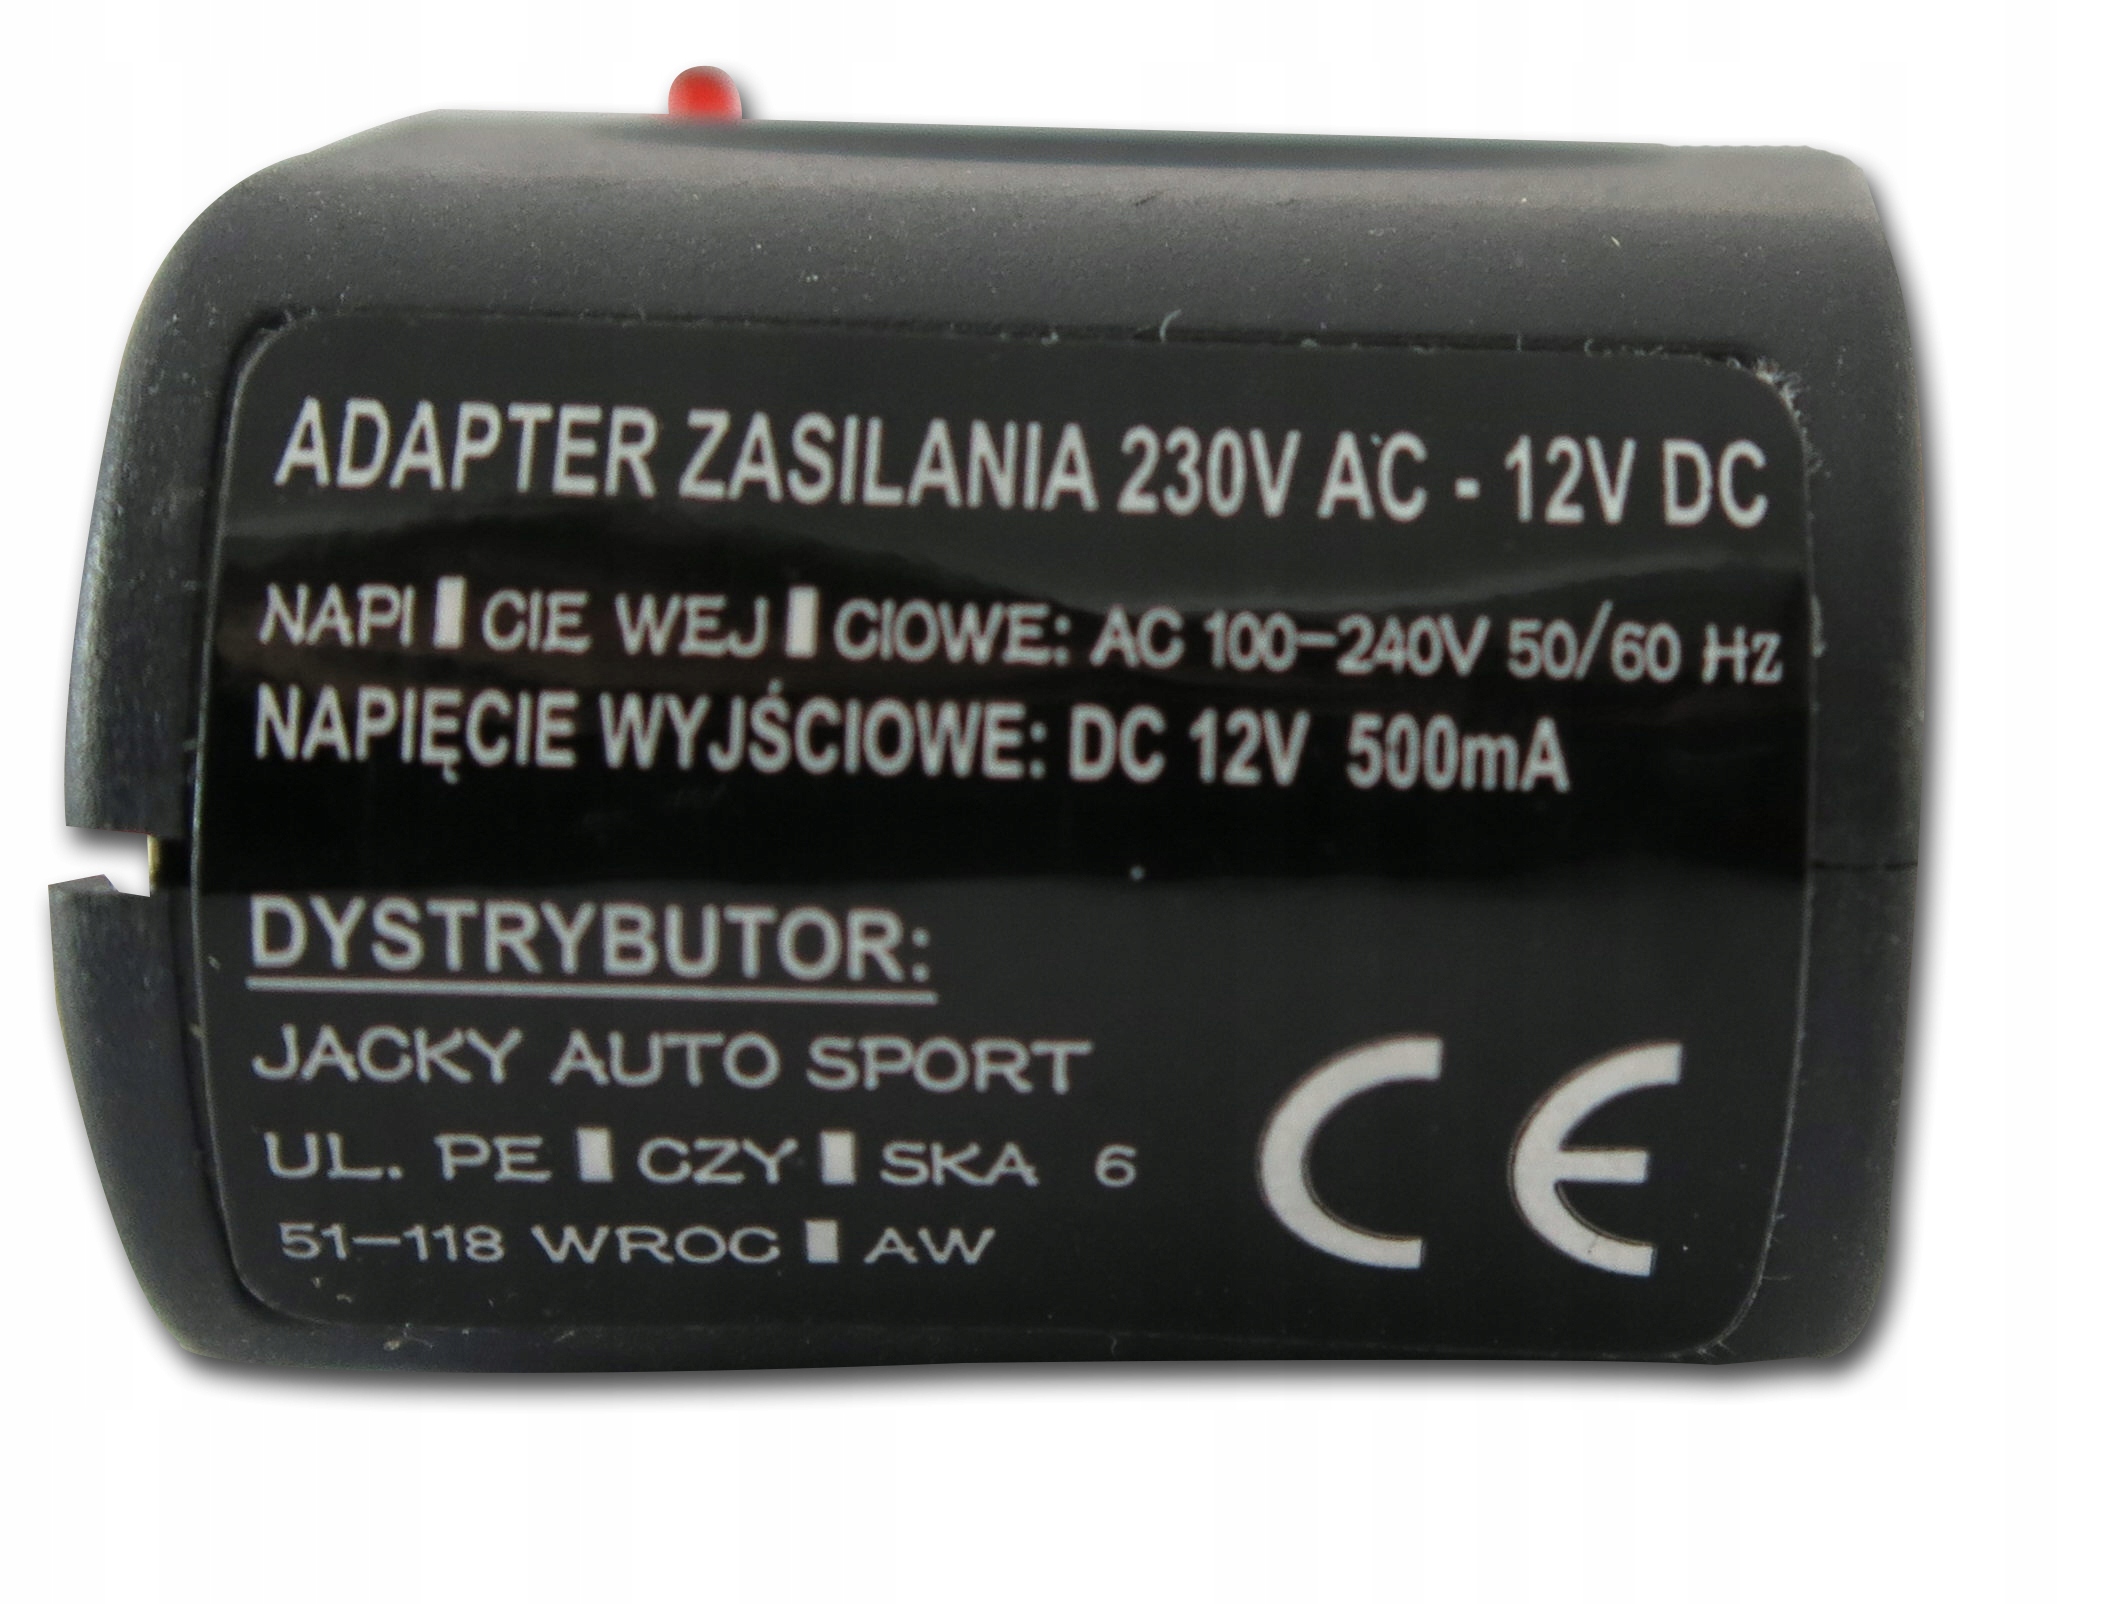 ADAPTER ZASILANIA 230V AC - 12V DC
NAPI▮CIE WEJ▮CIOWE: AC 100-240V 50/60 Hz
NAPIĘCIE WYJŚCIOWE: DC 12V 500mA
DYSTRYBUTOR:
JACKY AUTO SPORT
UL. PE▮CZY▮SKA 6
51-118 WROC▮AW
CE